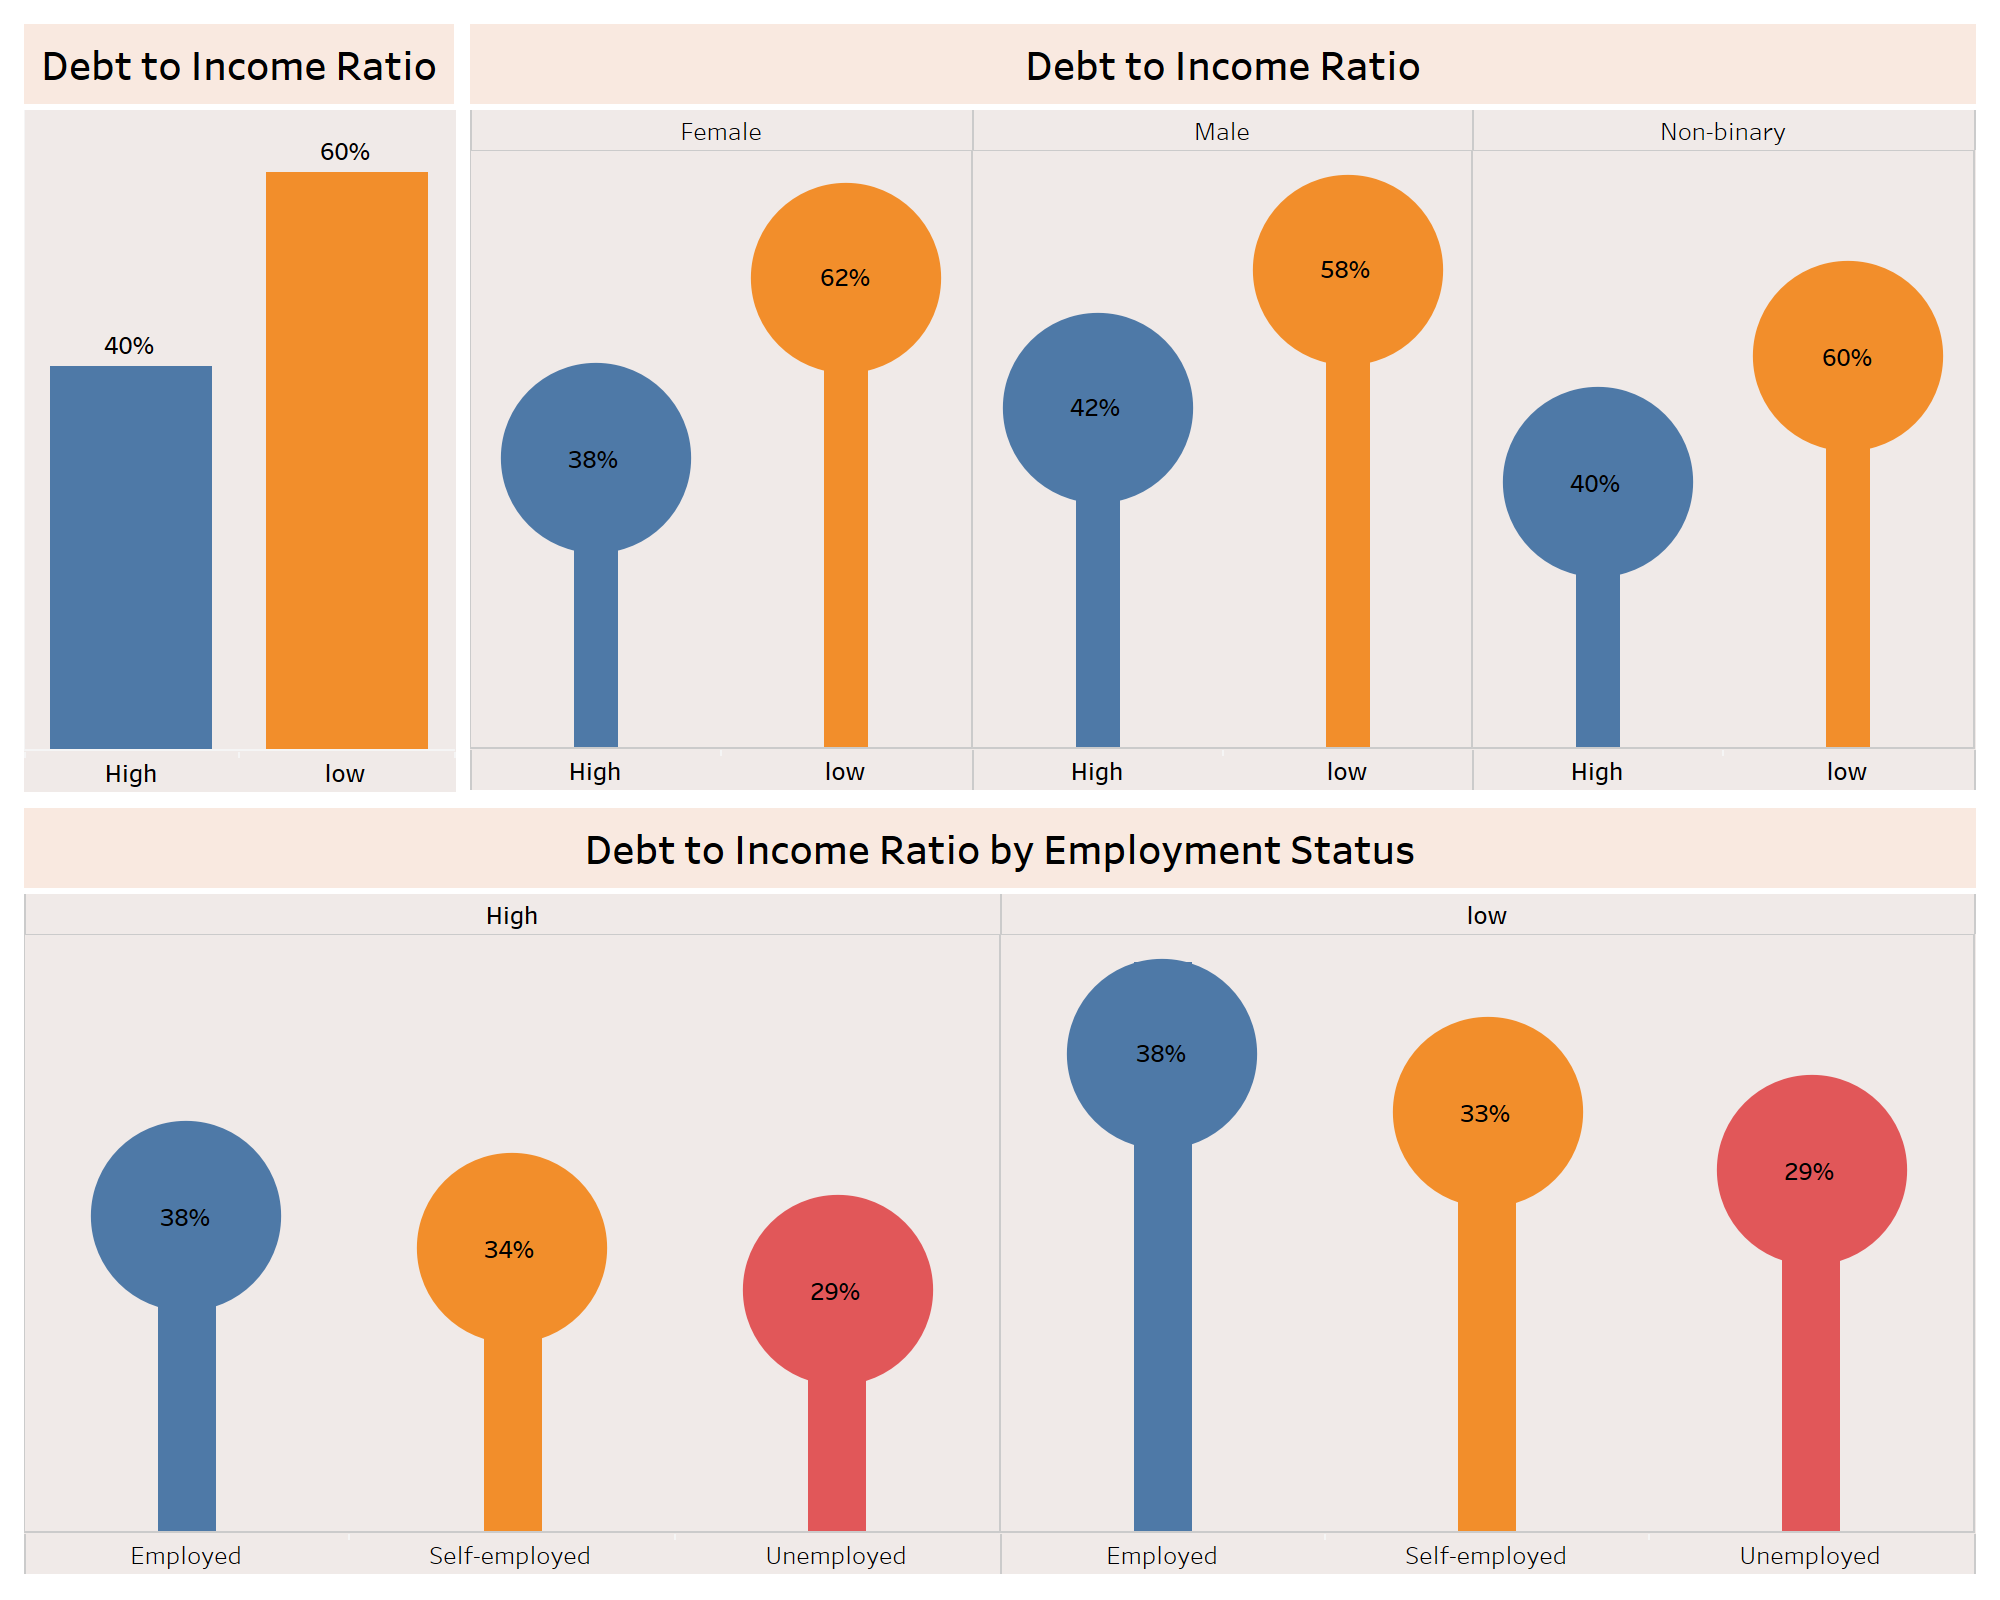 Debt to Income Ratio
60%
40%
High low
Debt to Income Ratio
Female Male Non-binary
62% 58%
60%
38% 42% 40%
High low High low High low
Debt to Income Ratio by Employment Status
High low
38% 34% 29% 38% 33% 29%
Employed Self-employed Unemployed Employed Self-employed Unemployed